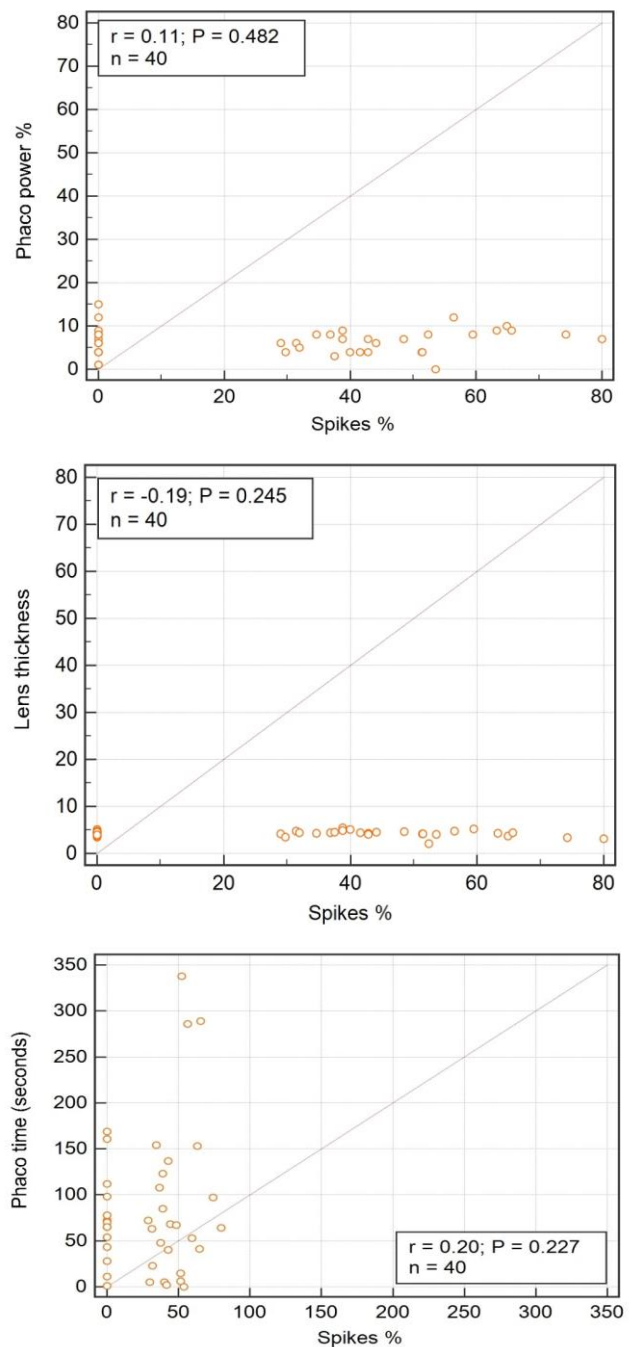 r = 0.11; P = 0.482
n = 40
Phaco power %
80
70
60
50
40
30
20
10
0
0 20 40 60 80
Spikes %
r = -0.19; P = 0.245
n = 40
Lens thickness
80
70
60
50
40
30
20
10
0
0 20 40 60 80
Spikes %
Phaco time (seconds)
350
300
250
200
150
100
50
0
r = 0.20; P = 0.227
n = 40
0 50 100 150 200 250 300 350
Spikes %